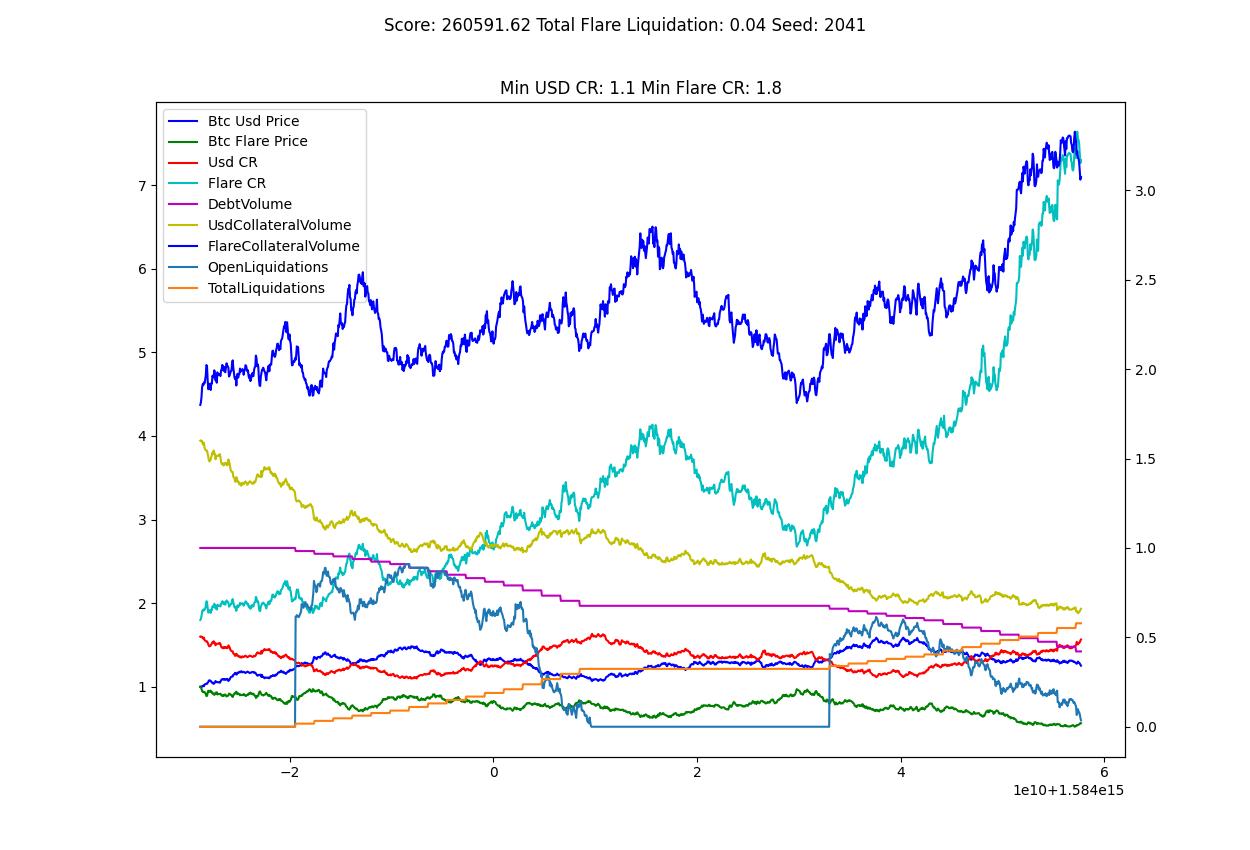 Score: 260591.62 Total Flare Liquidation: 0.04 Seed: 2041
Min USD CR: 1.1 Min Flare CR: 1.8
Btc Usd Price
Btc Flare Price
Usd CR
Flare CR
DebtVolume
UsdCollateralVolume
FlareCollateralVolume
OpenLiquidations
TotalLiquidations
7
6
5
4
3
2
1
3.0
2.5
2.0
1.5
1.0
0.5
0.0
−2
0
2
4
6
1e10+1.584e15